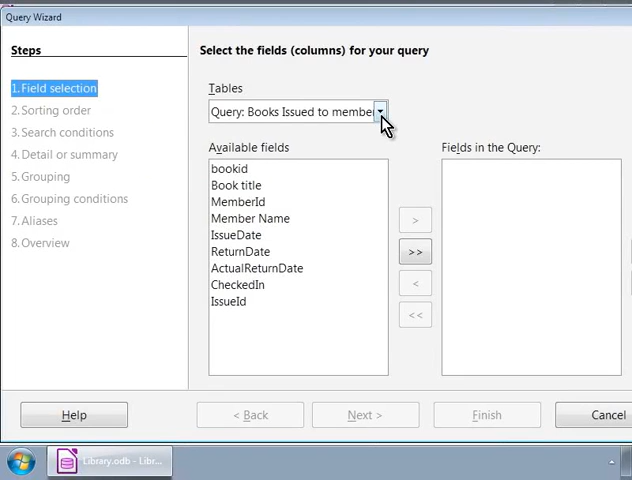 Query Wizard
Steps
Select the fields (columns) for your query
1.Field selection
2.Sorting order
3.Search conditions
4.Detail or summary
5.Grouping
6.Grouping conditions
7.Aliases
8.Overview
Tables
Query: Books Issued to member
Available fields
Fields in the Query:
bookid
Book title
MemberId
Member Name
IssueDate
ReturnDate
ActualReturnDate
CheckedIn
IssueId
>
>>
<
<<
Help
< Back
Next >
Finish
Cancel
Library.odb - Libr...